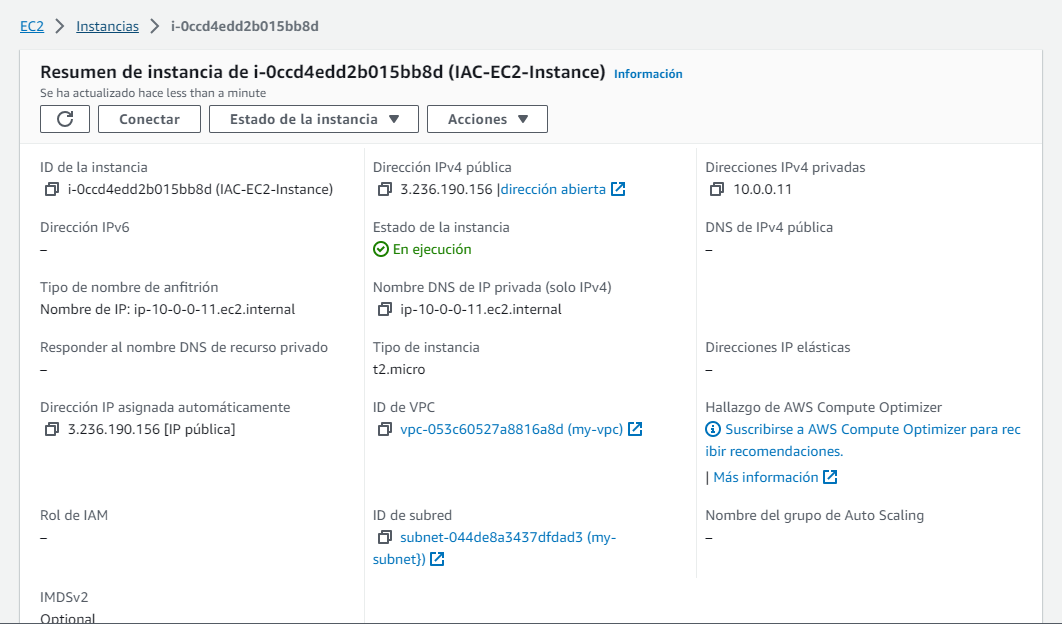 EC2 > Instancias > i-0ccd4edd2b015bb8d
Resumen de instancia de i-0ccd4edd2b015bb8d (IAC-EC2-Instance) Información
Se ha actualizado hace less than a minute
Conectar Estado de la instancia ▼ Acciones ▼
ID de la instancia
i-0ccd4edd2b015bb8d (IAC-EC2-Instance)
Dirección IPv4 pública
3.236.190.156 |dirección abierta
Direcciones IPv4 privadas
10.0.0.11
Dirección IPv6
–
Estado de la instancia
En ejecución
DNS de IPv4 pública
–
Tipo de nombre de anfitrión
Nombre de IP: ip-10-0-0-11.ec2.internal
Nombre DNS de IP privada (solo IPv4)
ip-10-0-0-11.ec2.internal
Responder al nombre DNS de recurso privado
–
Tipo de instancia
t2.micro
Direcciones IP elásticas
–
Dirección IP asignada automáticamente
3.236.190.156 [IP pública]
ID de VPC
vpc-053c60527a8816a8d (my-vpc)
Hallazgo de AWS Compute Optimizer
Suscribirse a AWS Compute Optimizer para rec
ibir recomendaciones.
| Más información
Rol de IAM
–
ID de subred
subnet-044de8a3437dfdad3 (my-
subnet})
Nombre del grupo de Auto Scaling
–
IMDSv2
Optional